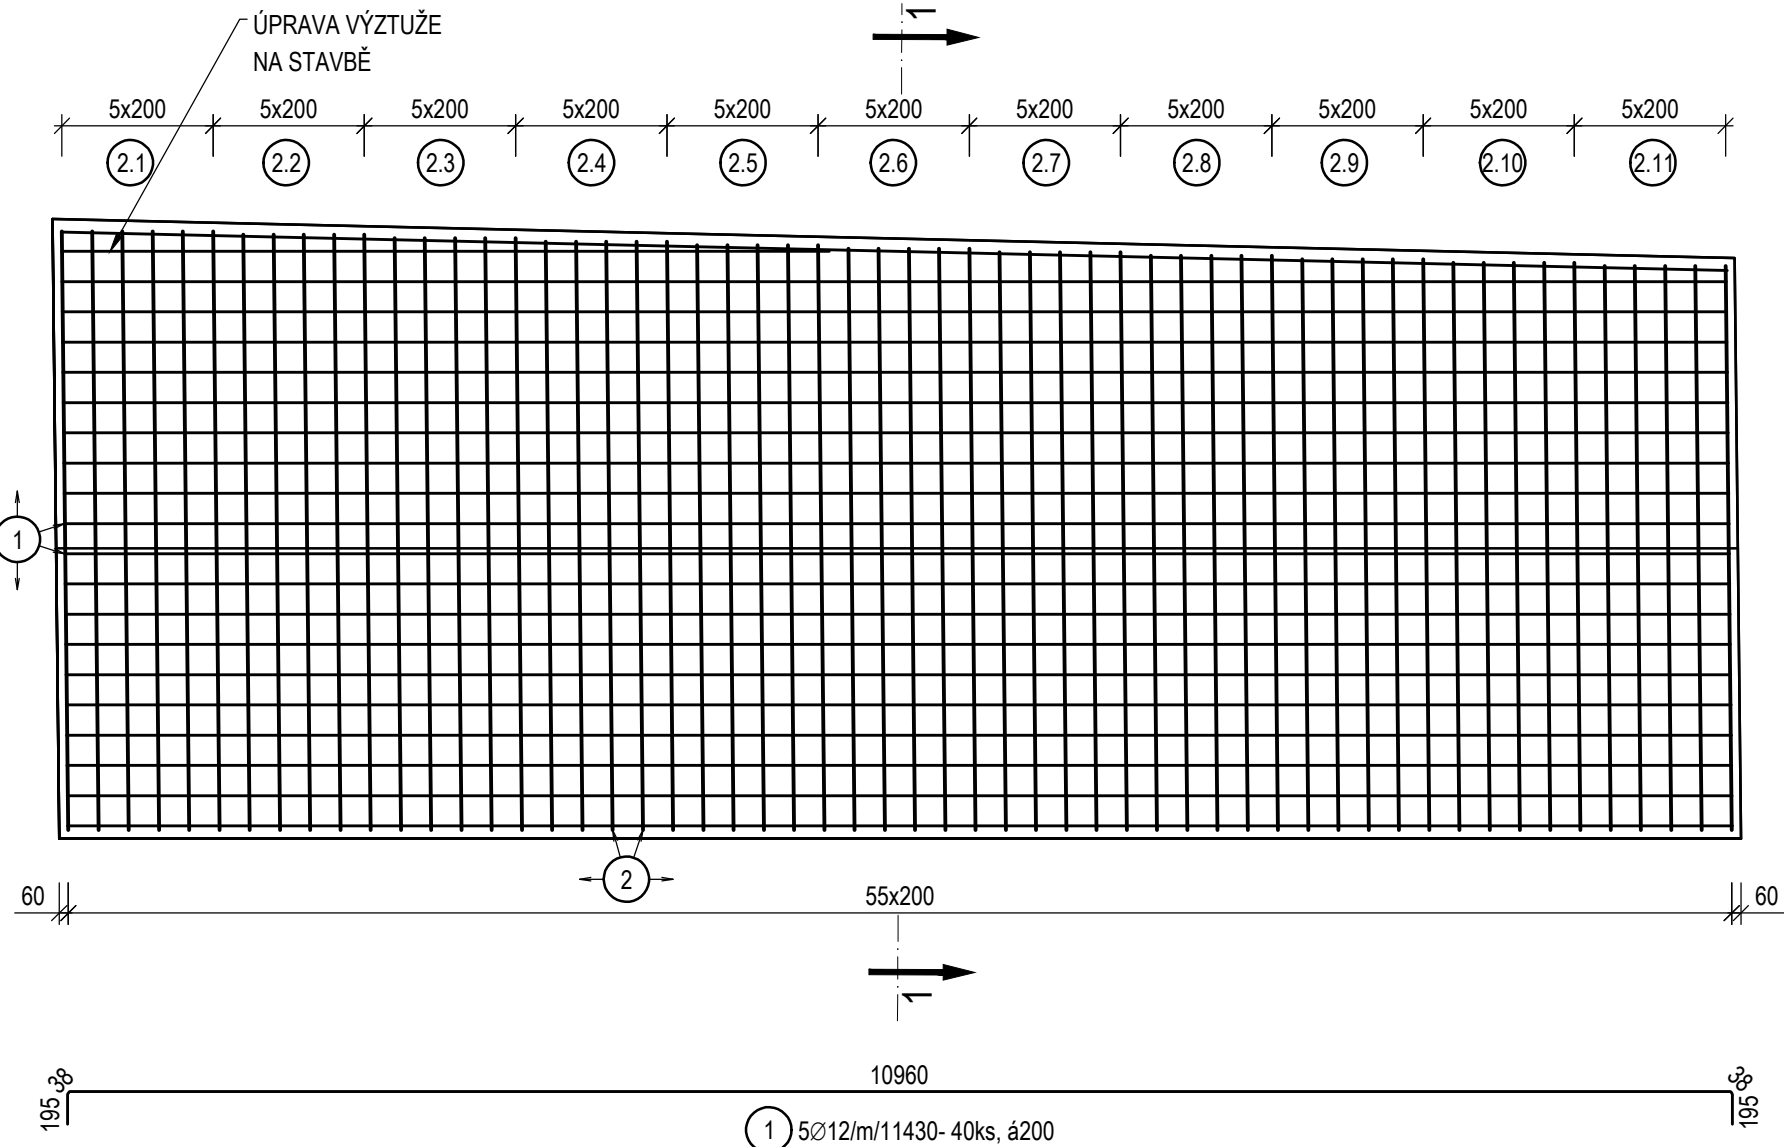 ÚPRAVA VÝZTUŽE
NA STAVBĚ
1
5x200 5x200 5x200 5x200 5x200 5x200 5x200 5x200 5x200 5x200 5x200
2.1 2.2 2.3 2.4 2.5 2.6 2.7 2.8 2.9 2.10 2.11
1
2
60 55x200 60
1
195 38 10960 38 195
1 5∅12/m/11430- 40ks, á200